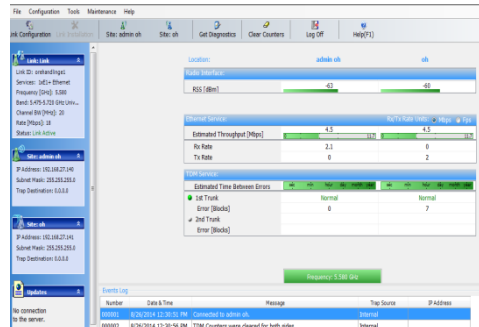 File Configuration Tools Maintenance Help
Link Configuration Link Installation Site: admin oh Site: oh Get Diagnostics Clear Counters Log Off Help(F1)
Link: Link
Link ID:
Services: 1xE1+ Ethernet
Frequency [GHz]: 5.580
Band: 5.475-5.720 GHz Univ...
Channel BW [MHz]: 20
Rate [Mbps]: 18
Status: Link Active
Site: admin oh
IP Address: 192.168.27.140
Subnet Mask: 255.255.255.0
Trap Destination: 0.0.0.0
Site: oh
IP Address: 192.168.27.141
Subnet Mask: 255.255.255.0
Trap Destination: 0.0.0.0
Updates
No connection
to the server.
Location: admin oh oh
Radio Interface:
RSS [dBm] -63 -60
Ethernet Service: Rx/Tx Rate Units: Mbps Fps
Estimated Throughput [Mbps] 4.5 11.7 4.5 11.7
Rx Rate 2.1 0
Tx Rate 0 2
TDM Service:
Estimated Time Between Errors
1st Trunk Normal Normal
Error [Blocks] 0 7
2nd Trunk
Error [Blocks]
Frequency: 5.580 GHz
Events Log
Number Date & Time Message Trap Source IP Address
000001 8/26/2014 12:30:51 PM Connected to admin oh. Internal
000002 8/26/2014 12:30:56 PM TDM Counters were cleared for both sides Internal